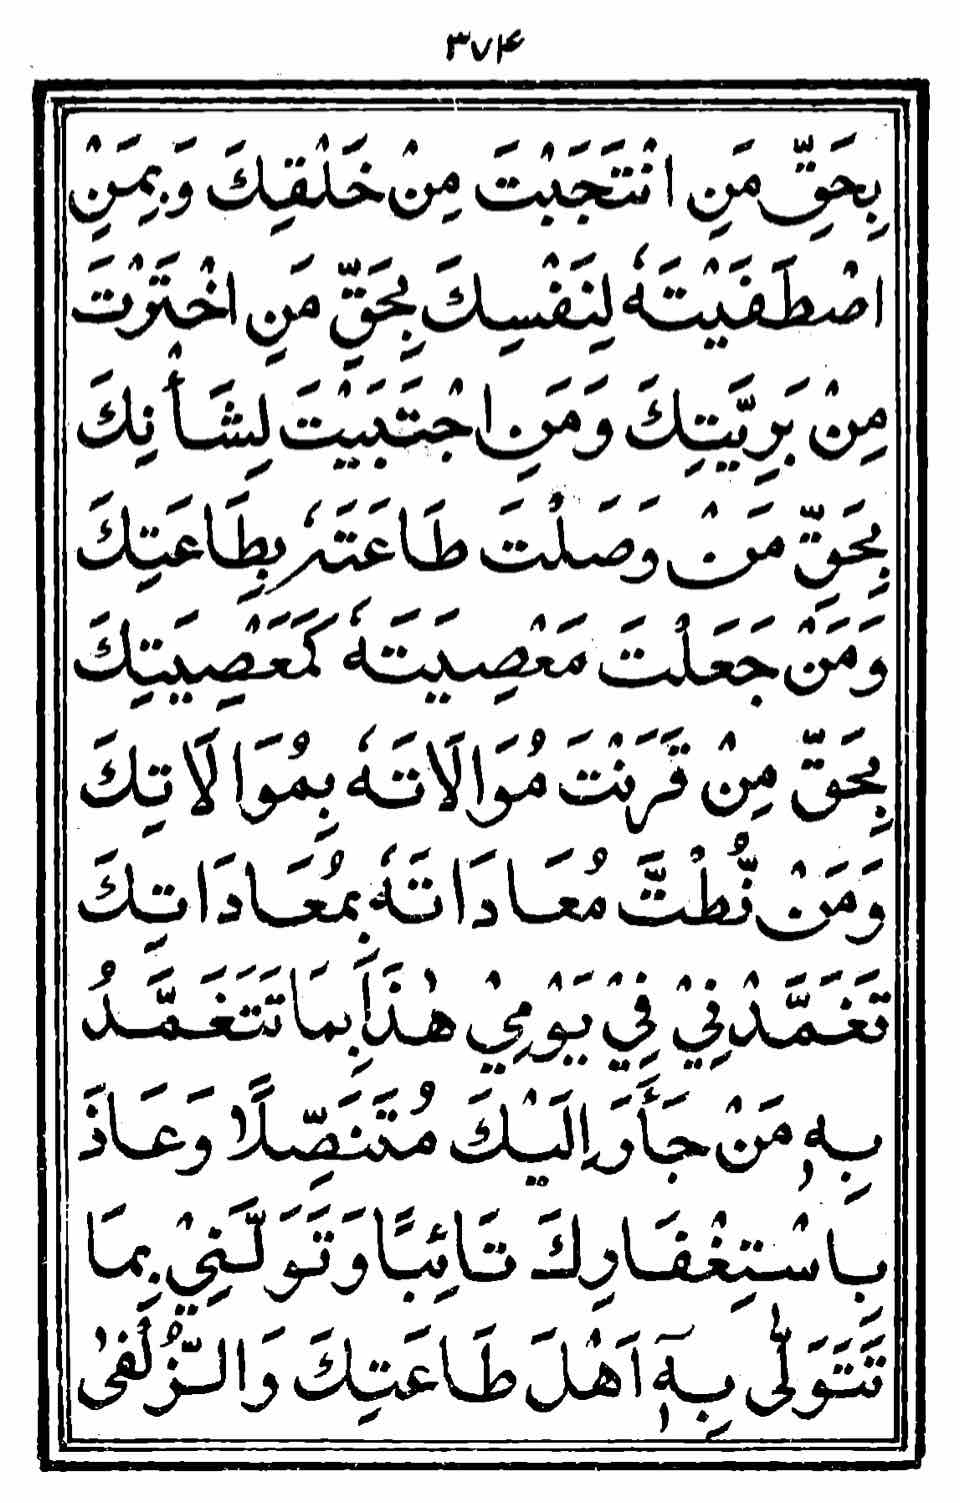 ۳۷۴
بِحَقِّ مَنِ انْتَجَبْتَ مِنْ خَلْقِكَ وَبِمَنِ
اصْطَفَيْتَهٗ لِنَفْسِكَ بِحَقِّ مَنِ اخْتَرْتَ
مِنْ بَرِيَّتِكَ وَمَنِ اجْتَبَيْتَ لِشَأْنِكَ
بِحَقِّ مَنْ وَصَلْتَ طَاعَتَهٗ بِطَاعَتِكَ
وَمَنْ جَعَلْتَ مَعْصِيَتَهٗ كَمَعْصِيَتِكَ
بِحَقِّ مِنْ قَرَنْتَ مُوَالَاتَهٗ بِمُوَالَاتِكَ
وَمَنْ نُّطْتَّ مُعَادَاتَهٗ بِمُعَادَاتِكَ
تَغَمَّدْنِيْ فِيْ يَوْمِيْ هٰذَا بِمَا تَتَغَمَّدُ
بِهٖ مَنْ جَأَرَ اِلَيْكَ مُتَنَصِّلًا وَعَاذَ
بِاسْتِغْفَارِكَ تَائِبًا وَتَوَلَّنِيْ بِمَا
تَتَوَلّٰى بِهٖٓ اَهْلَ طَاعَتِكَ وَالزُّلْفٰى